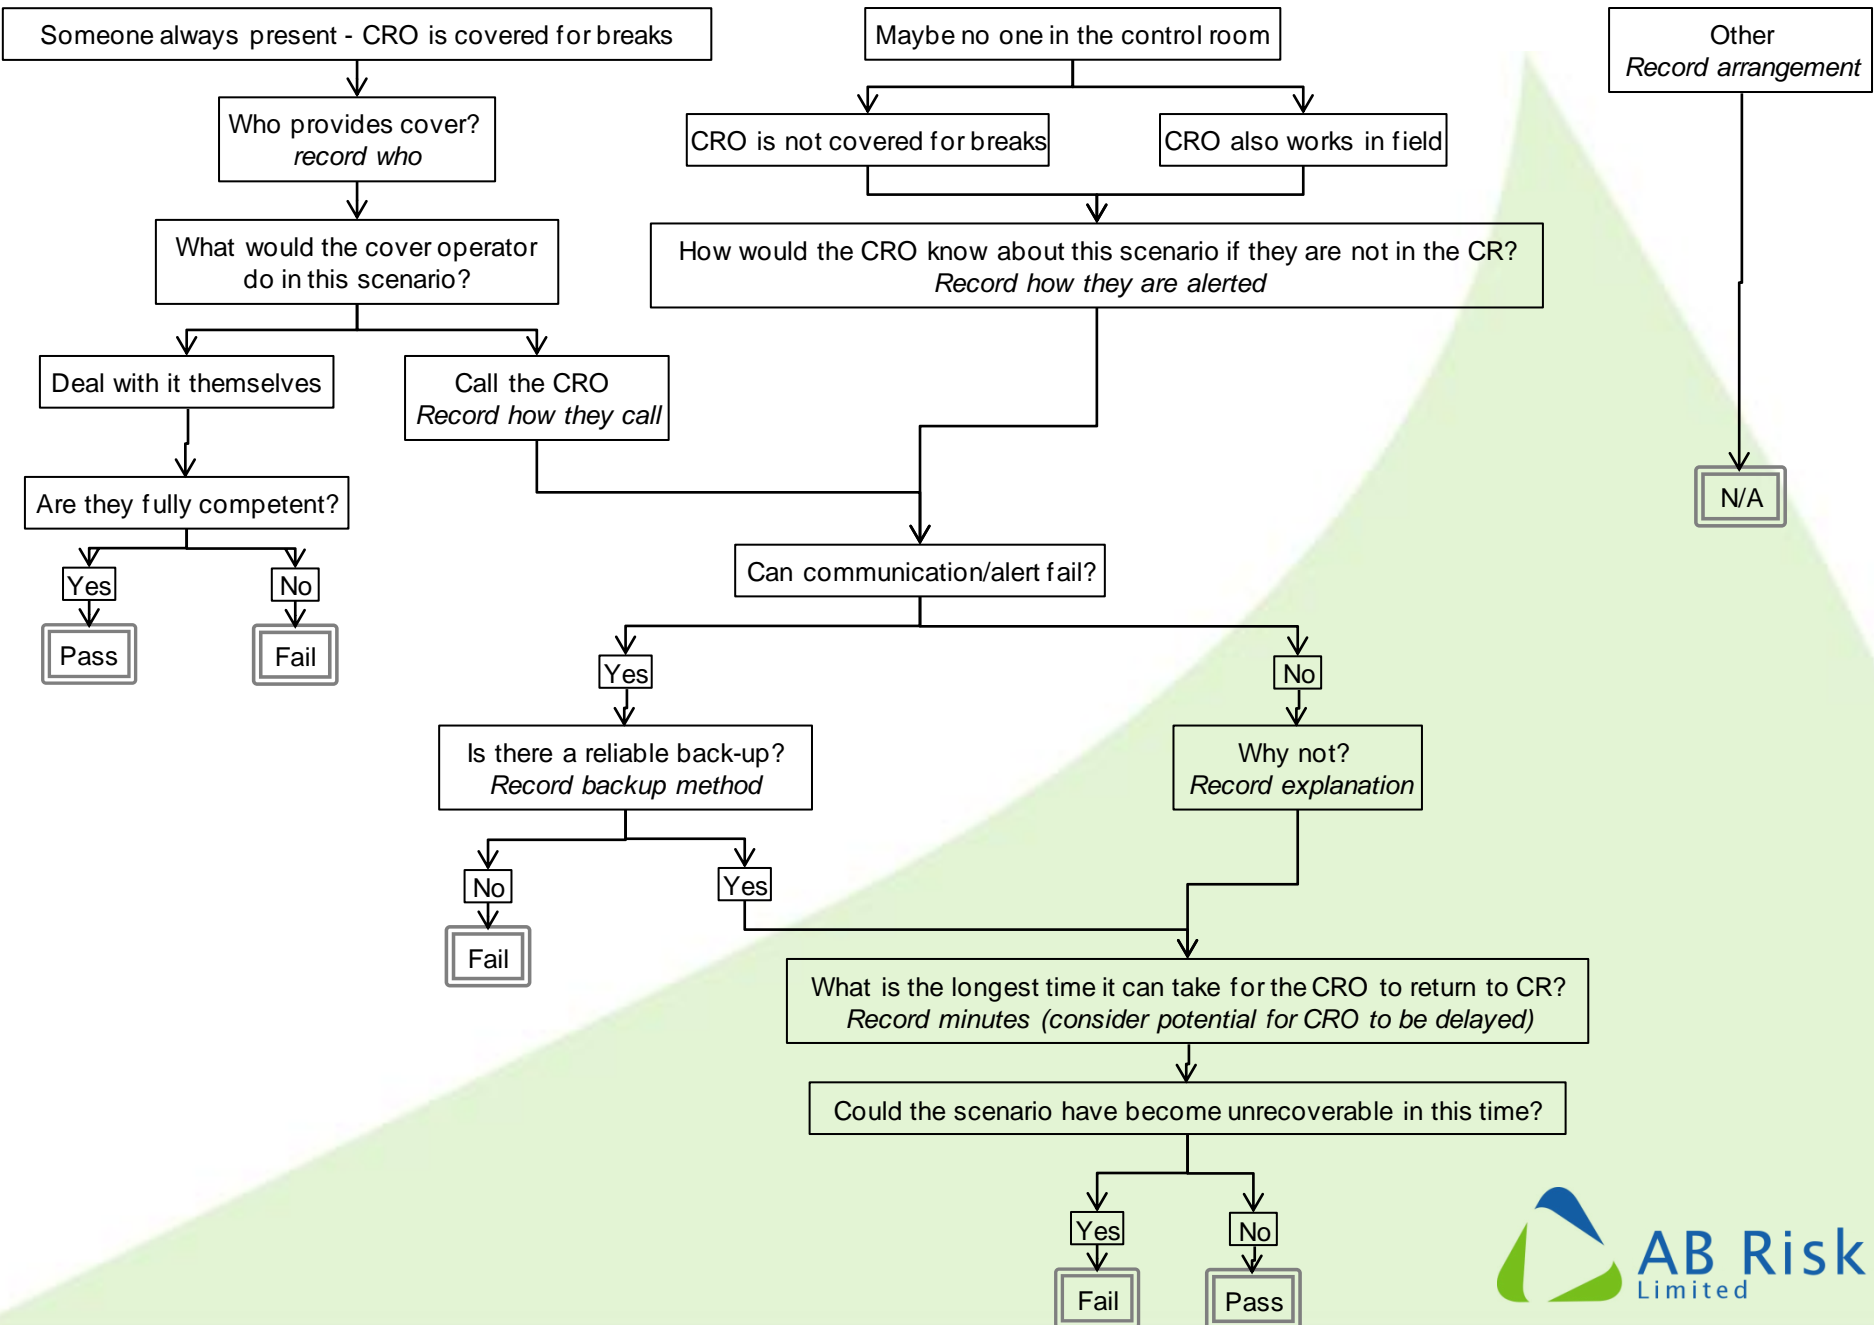 Someone always present - CRO is covered for breaks
Maybe no one in the control room
Other
Record arrangement
Who provides cover?
record who
CRO is not covered for breaks
CRO also works in field
What would the cover operator
do in this scenario?
How would the CRO know about this scenario if they are not in the CR?
Record how they are alerted
Deal with it themselves
Call the CRO
Record how they call
Are they fully competent?
N/A
Yes
No
Can communication/alert fail?
Pass
Fail
Yes
No
Is there a reliable back-up?
Record backup method
Why not?
Record explanation
No
Yes
Fail
What is the longest time it can take for the CRO to return to CR?
Record minutes (consider potential for CRO to be delayed)
Could the scenario have become unrecoverable in this time?
Yes
No
Fail
Pass
AB Risk
Limited